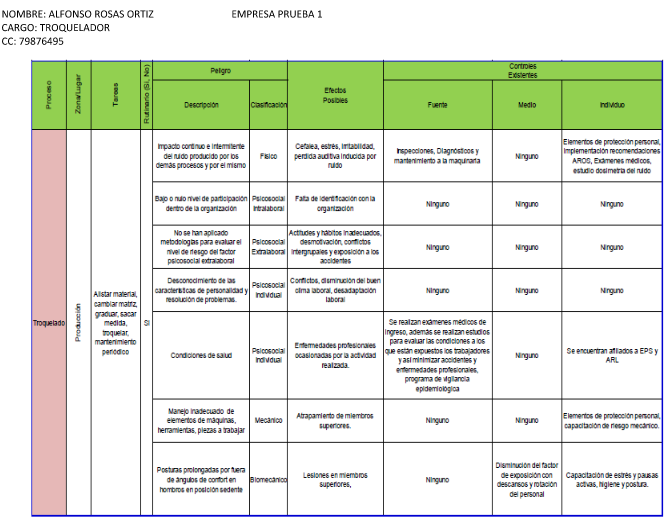 NOMBRE: ALFONSO ROSAS ORTIZ EMPRESA PRUEBA 1
CARGO: TROQUELADOR
CC: 79876495
Proceso
Zona/Lugar
Tareas
Rutinario (Si, No)
Peligro
Descripción
Clasificación
Efectos
Posibles
Controles
Existentes
Fuente
Medio
Individuo
Troquelado
Producción
Alistar material,
cambiar matriz,
graduar, sacar
medida,
troquelar,
mantenimiento
periódico
Si
Impacto continuo e intermitente
del ruido producido por los
demás procesos y por el mismo
Físico
Cefalea, estrés, irritabilidad,
perdida auditiva inducida por
ruido
Inspecciones, Diagnósticos y
mantenimiento a la maquinaria
Ninguno
Elementos de protección personal,
implementación recomendaciones
AROS, Exámenes médicos,
estudio dosimetría del ruido
Bajo o nulo nivel de participación
dentro de la organización
Psicosocial
Intralaboral
Falta de identificación con la
organización
Ninguno
Ninguno
Ninguno
No se han aplicado
metodologías para evaluar el
nivel de riesgo del factor
psicosocial extralaboral
Psicosocial
Extralaboral
Actitudes y hábitos inadecuados,
desmotivación, conflictos
intergrupales y exposición a los
accidentes
Ninguno
Ninguno
Ninguno
Desconocimiento de las
características de personalidad y
resolución de problemas.
Psicosocial
Individual
Conflictos, disminución del buen
clima laboral, desadaptación
laboral
Ninguno
Ninguno
Ninguno
Condiciones de salud
Psicosocial
Individual
Enfermedades profesionales
ocasionadas por la actividad
realizada.
Se realizan exámenes médicos de
ingreso, además se realizan estudios
para evaluar las condiciones a los
que están expuestos los trabajadores
y así minimizar accidentes y
enfermedades profesionales,
programa de vigilancia
epidemiológica
Ninguno
Se encuentran afiliados a EPS y
ARL
Manejo inadecuado de
elementos de máquinas,
herramientas, piezas a trabajar
Mecánico
Atrapamiento de miembros
superiores.
Ninguno
Ninguno
Elementos de protección personal,
capacitación de riesgo mecánico.
Posturas prolongadas por fuera
de ángulos de confort en
hombros en posición sedente
Biomecánico
Lesiones en miembros
superiores,
Ninguno
Disminución del factor
de exposición con
descansos y rotación
del personal
Capacitación de estrés y pausas
activas, higiene y postura.